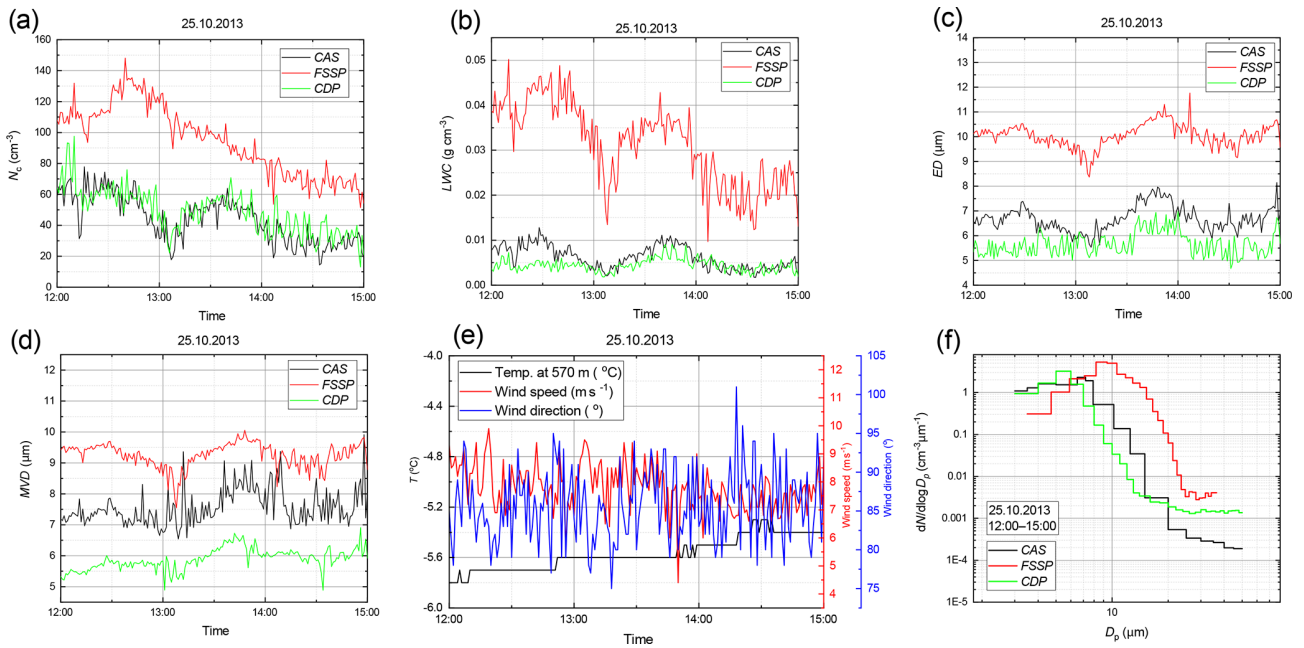 (a)
25.10.2013
160
140
120
100
80
60
40
20
0
Nc (cm-3)
CAS
FSSP
CDP
12:00 13:00 14:00 15:00
Time
(b)
25.10.2013
0.05
0.04
0.03
0.02
0.01
0.00
LWC (g cm-3)
CAS
FSSP
CDP
12:00 13:00 14:00 15:00
Time
(c)
25.10.2013
14
13
12
11
10
9
8
7
6
5
4
ED (µm)
CAS
FSSP
CDP
12:00 13:00 14:00 15:00
Time
(d)
25.10.2013
12
11
10
9
8
7
6
5
MVD (µm)
CAS
FSSP
CDP
12:00 13:00 14:00 15:00
Time
(e)
25.10.2013
-4.0
-4.4
-4.8
-5.2
-5.6
-6.0
T (ºC)
Temp. at 570 m ( ºC)
Wind speed (m s -1)
Wind direction ( º)
12
11
10
9
8
7
6
5
4
Wind speed (m s-1)
105
100
95
90
85
80
75
Wind direction (º)
12:00 13:00 14:00 15:00
Time
(f)
1
0.1
0.01
0.001
1E-4
1E-5
dN/dlogDp (cm-3µm-1)
25.10.2013
12:00–15:00
CAS
FSSP
CDP
10
Dp (µm)